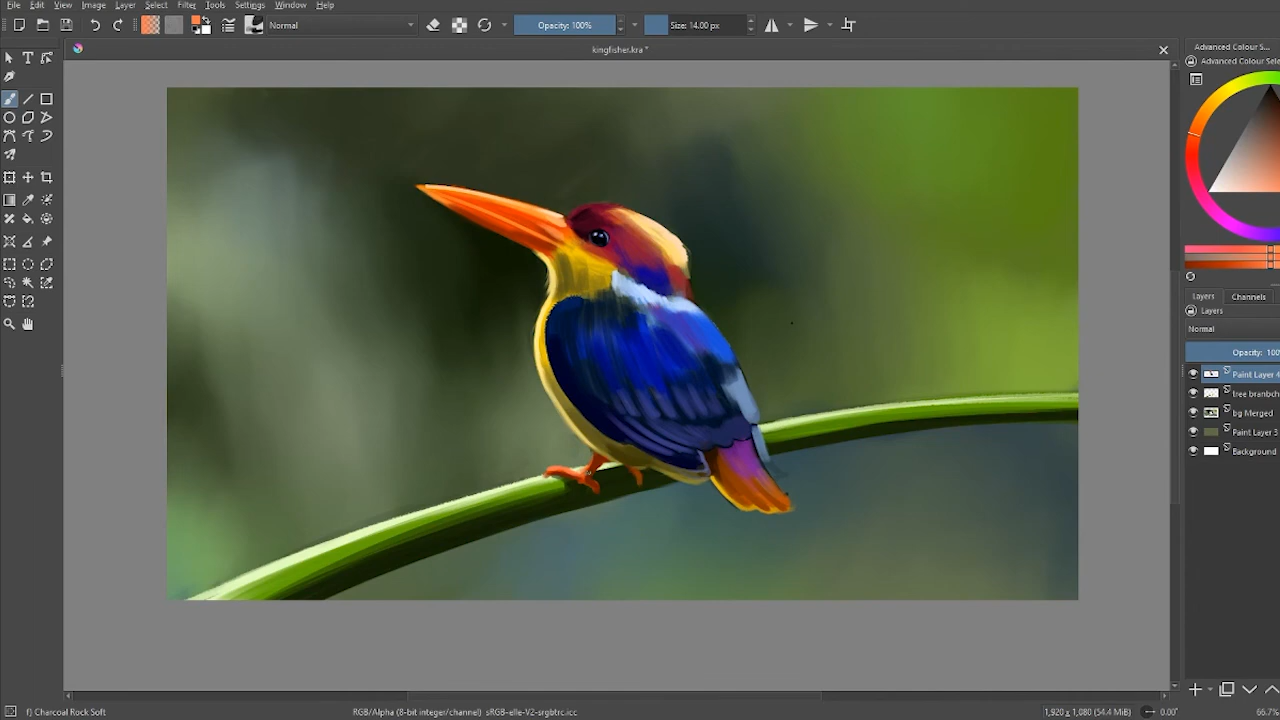 File Edit View Image Layer Select Filter Tools Settings Window Help
Normal Opacity: 100% Size: 14.00 px
kingfisher.kra *
Advanced Colour S...
Advanced Colour Sele
Layers Channels
Layers
Normal
Opacity: 100
Paint Layer 4
tree branbch
bg Merged
Paint Layer 3
Background
f) Charcoal Rock Soft RGB/Alpha (8-bit integer/channel) sRGB-elle-V2-srgbtrc.icc 1,920 x 1,080 (54.4 MiB) 0.00° 66.7%